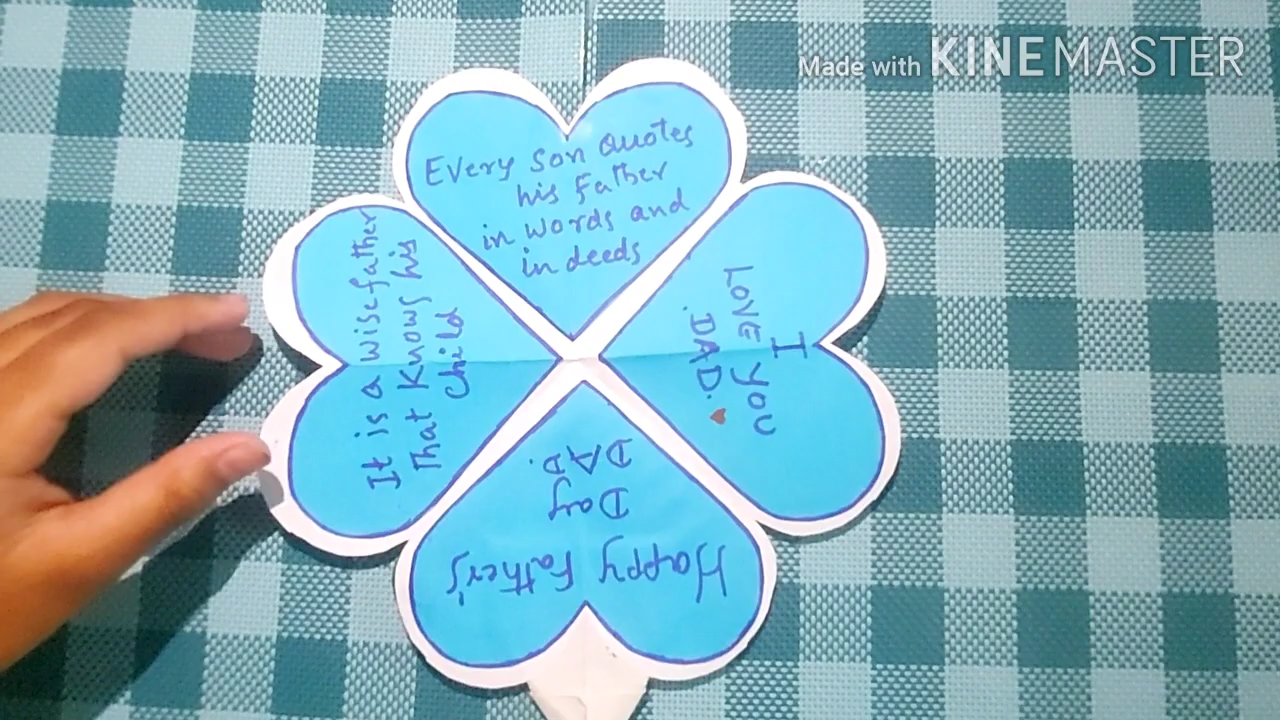 Made with KINEMASTER
Every son Quotes
his Father
in words and
in deeds
I
LOVE you
DAD.
Happy Father's
Day
DAD.
It is a wise father
That Knows his
child